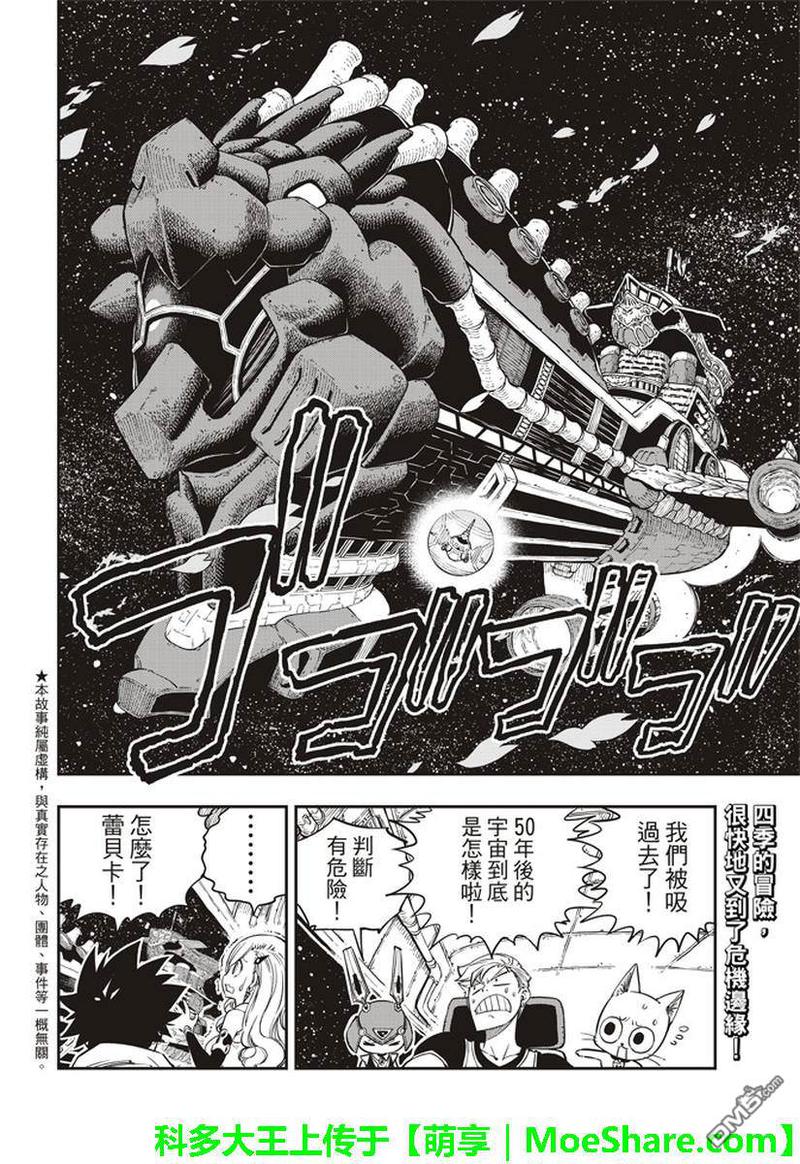 ゴゴゴゴ
四季的冒險，
很快地又到了危機邊緣！
我們被吸
過去了！
50年後的
宇宙到底
是怎樣啦！
判斷
有危險！
………
怎麼了！
蕾貝卡！
★本故事純屬虛構，與真實存在之人物、團體、事件等一概無關。
DM5.com
科多大王上传于【萌享｜MoeShare.com】